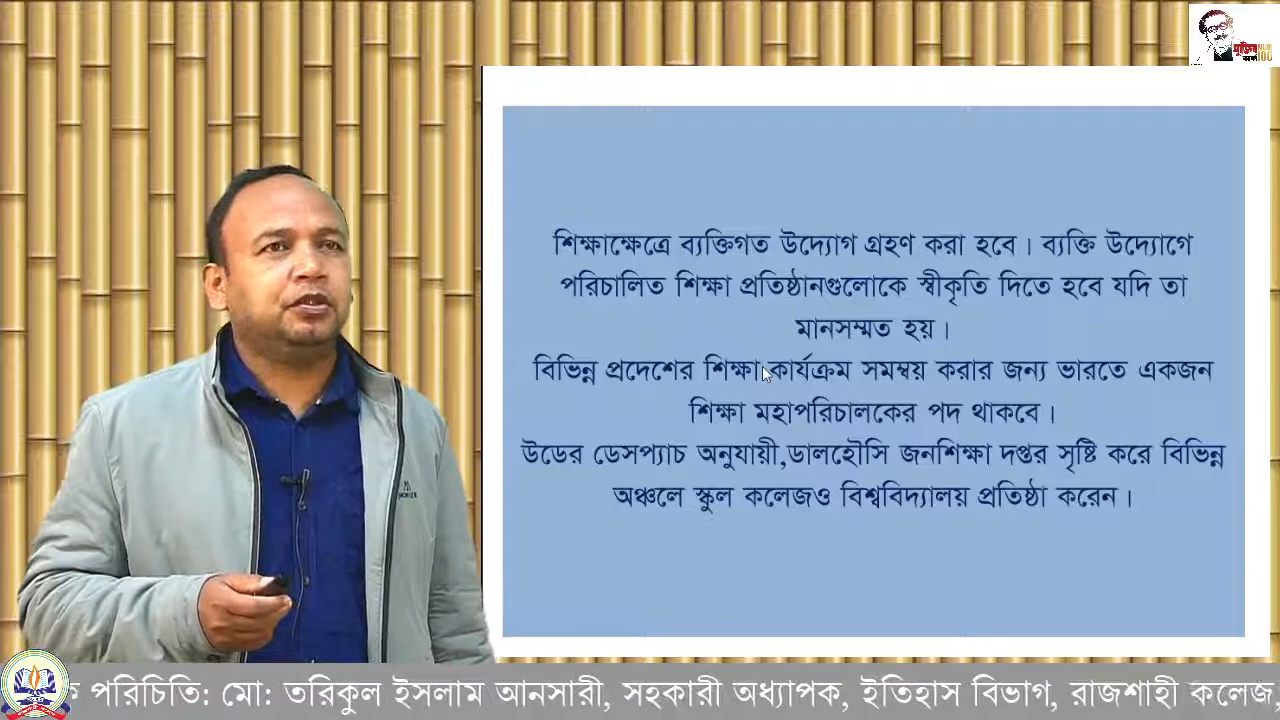 শিক্ষাক্ষেত্রে ব্যক্তিগত উদ্যোগ গ্রহণ করা হবে। ব্যক্তি উদ্যোগে
পরিচালিত শিক্ষা প্রতিষ্ঠানগুলোকে স্বীকৃতি দিতে হবে যদি তা
মানসম্মত হয়।
বিভিন্ন প্রদেশের শিক্ষা কার্যক্রম সমন্বয় করার জন্য ভারতে একজন
শিক্ষা মহাপরিচালকের পদ থাকবে।
উডের ডেসপ্যাচ অনুযায়ী,ডালহৌসি জনশিক্ষা দপ্তর সৃষ্টি করে বিভিন্ন
অঞ্চলে স্কুল কলেজও বিশ্ববিদ্যালয় প্রতিষ্ঠা করেন।
পরিচিতি: মো: তরিকুল ইসলাম আনসারী, সহকারী অধ্যাপক, ইতিহাস বিভাগ, রাজশাহী কলেজ,